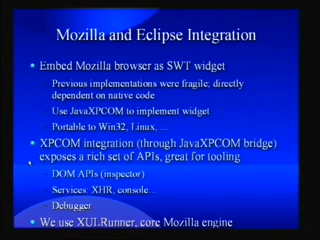 Mozilla and Eclipse Integration
• Embed Mozilla browser as SWT widget
Previous implementations were fragile; directly
dependent on native code
Use JavaXPCOM to implement widget
Portable to Win32, Linux, ...
• XPCOM integration (through JavaXPCOM bridge)
exposes a rich set of APIs, great for tooling
– DOM APIs (inspector)
– Services: XHR, console...
– Debugger
• We use XULRunner, core Mozilla engine